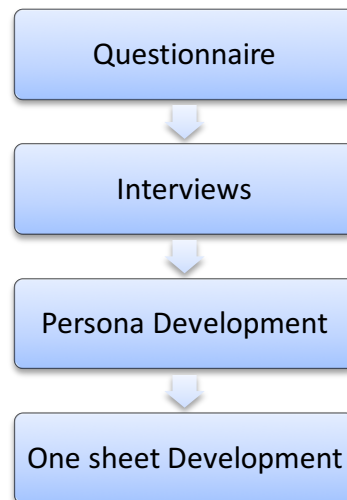 Questionnaire
Interviews
Persona Development
One sheet Development